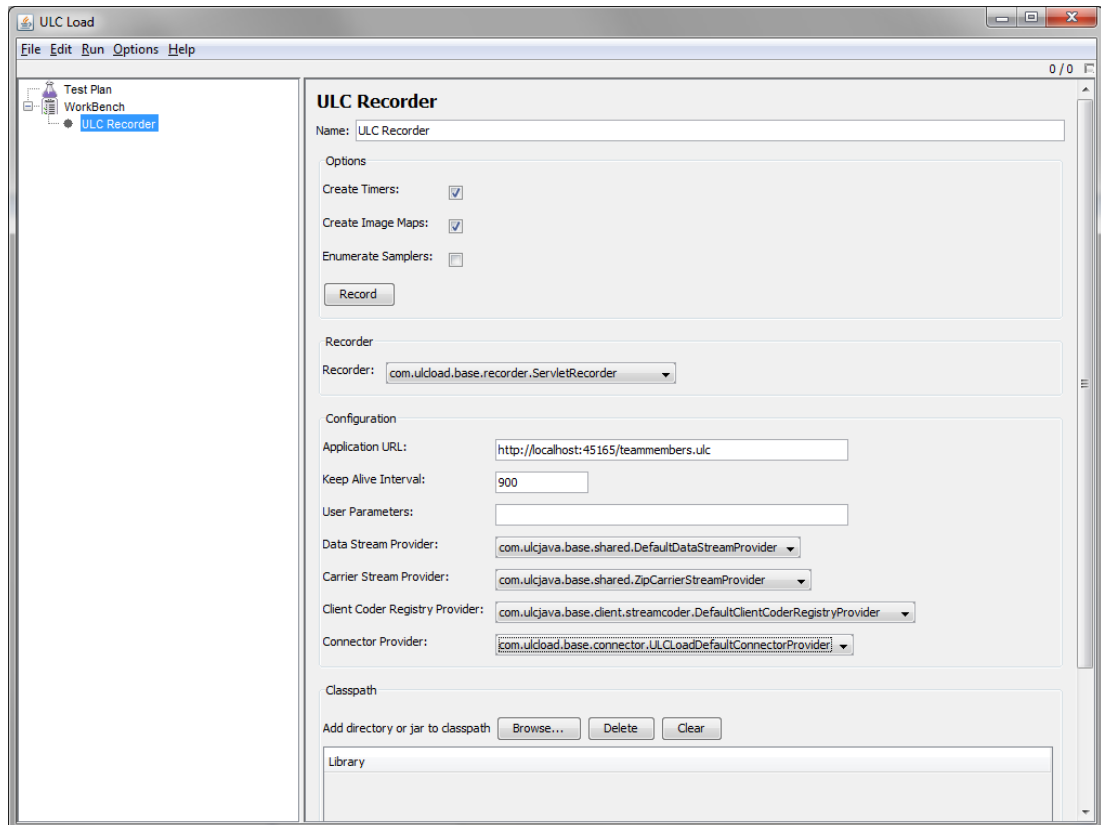 ULC Load
File Edit Run Options Help
0 / 0
Test Plan
WorkBench
ULC Recorder
ULC Recorder
Name: ULC Recorder
Options
Create Timers:
Create Image Maps:
Enumerate Samplers:
Record
Recorder
Recorder: com.ulcload.base.recorder.ServletRecorder
Configuration
Application URL: http://localhost:45165/teammembers.ulc
Keep Alive Interval: 900
User Parameters:
Data Stream Provider: com.ulcjava.base.shared.DefaultDataStreamProvider
Carrier Stream Provider: com.ulcjava.base.shared.ZipCarrierStreamProvider
Client Coder Registry Provider: com.ulcjava.base.client.streamcoder.DefaultClientCoderRegistryProvider
Connector Provider: com.ulcload.base.connector.ULCLoadDefaultConnectorProvider
Classpath
Add directory or jar to classpath Browse... Delete Clear
Library